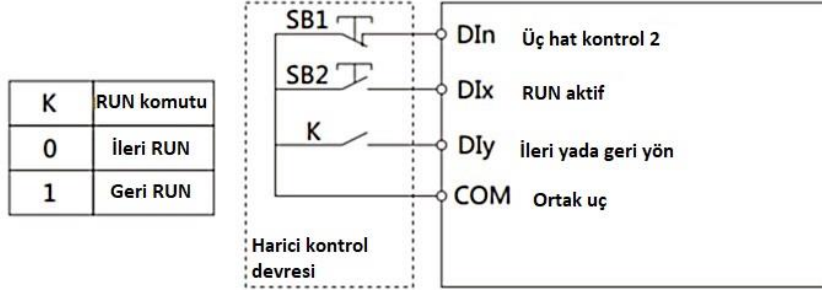 K RUN komutu
0 İleri RUN
1 Geri RUN
SB1
SB2
K
Harici kontrol
devresi
DIn Üç hat kontrol 2
DIx RUN aktif
DIy İleri yada geri yön
COM Ortak uç